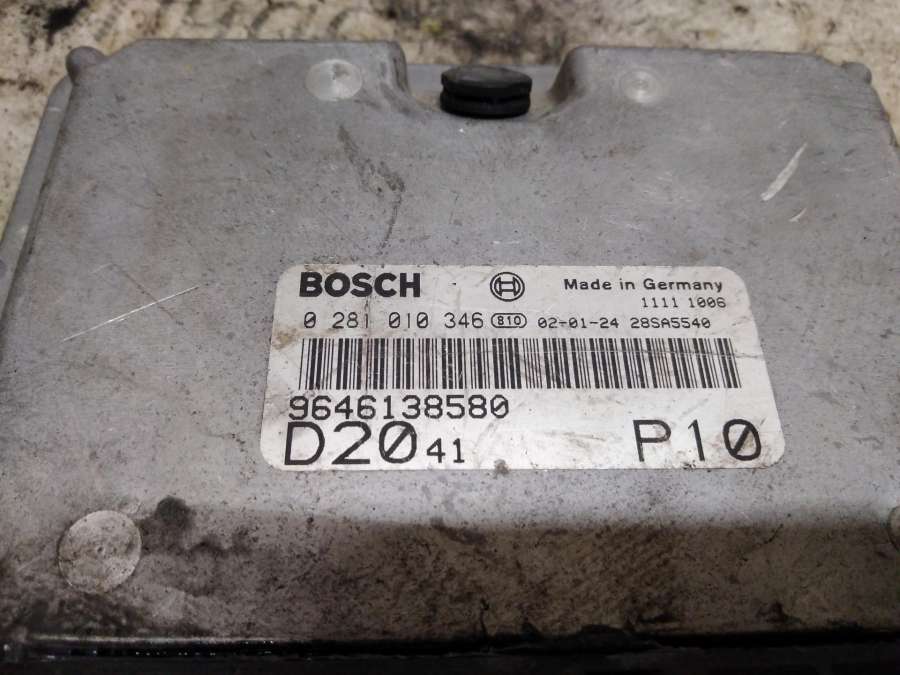 BOSCH Made in Germany
1111 1006
0 281 010 346 810 02-01-24 28SA5540
9646138580
D20 41 P10